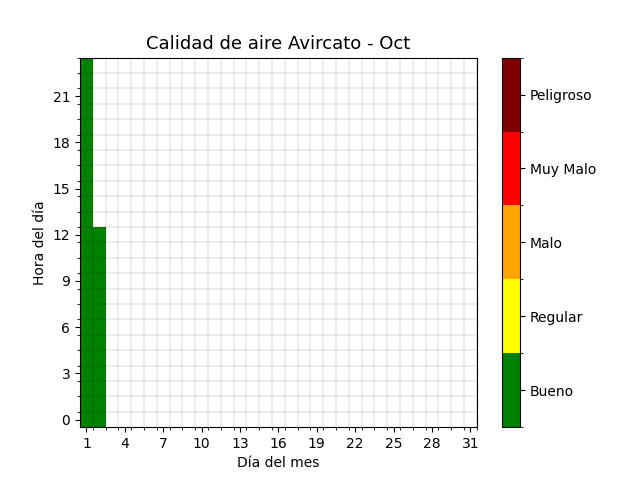 Calidad de aire Avircato - Oct
Hora del día
21
18
15
12
9
6
3
0
1 4 7 10 13 16 19 22 25 28 31
Día del mes
Peligroso
Muy Malo
Malo
Regular
Bueno